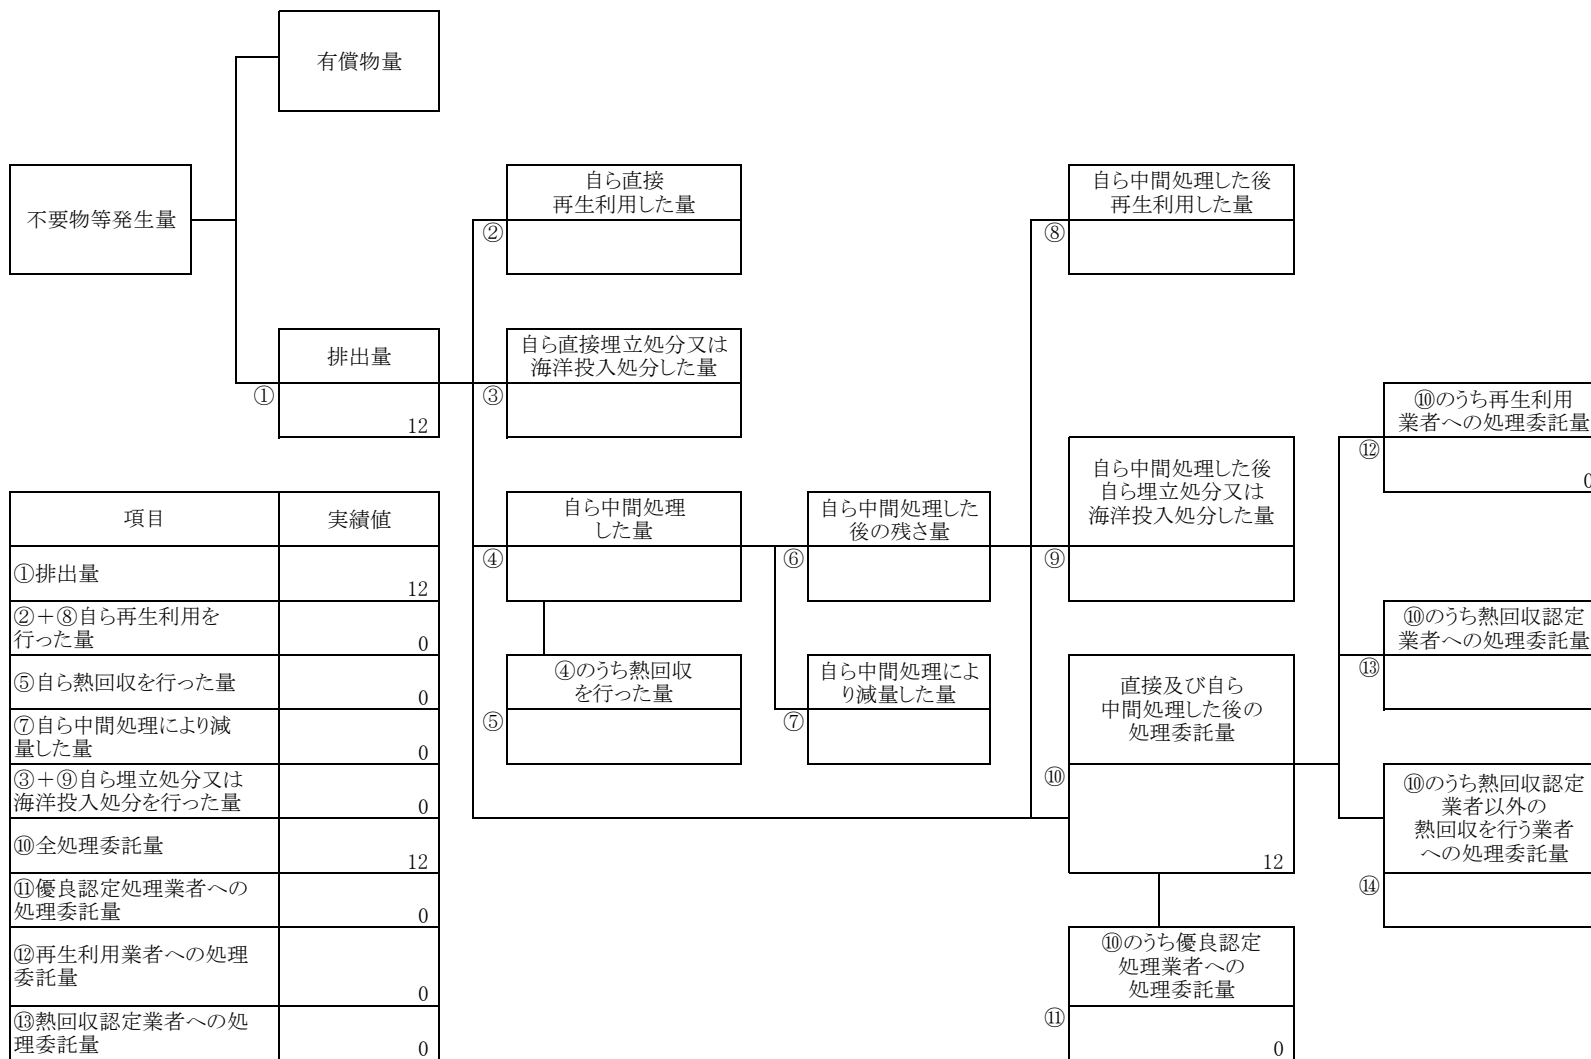 有償物量
不要物等発生量
自ら直接
再生利用した量
②
自ら中間処理した後
再生利用した量
⑧
排出量
①
12
自ら直接埋立処分又は
海洋投入処分した量
③
⑩のうち再生利用
業者への処理委託量
⑫
0
自ら中間処理した後
自ら埋立処分又は
海洋投入処分した量
⑨
自ら中間処理
した量
④
自ら中間処理した
後の残さ量
⑥
④のうち熱回収
を行った量
⑤
自ら中間処理によ
り減量した量
⑦
直接及び自ら
中間処理した後の
処理委託量
⑩
12
⑩のうち熱回収認定
業者への処理委託量
⑬
⑩のうち熱回収認定
業者以外の
熱回収を行う業者
への処理委託量
⑭
⑩のうち優良認定
処理業者への
処理委託量
⑪
0
項目 実績値
①排出量
12
②+⑧自ら再生利用を
行った量 0
⑤自ら熱回収を行った量
0
⑦自ら中間処理により減
量した量 0
③+⑨自ら埋立処分又は
海洋投入処分を行った量 0
⑩全処理委託量
12
⑪優良認定処理業者への
処理委託量 0
⑫再生利用業者への処理
委託量
0
⑬熱回収認定業者への処
理委託量 0